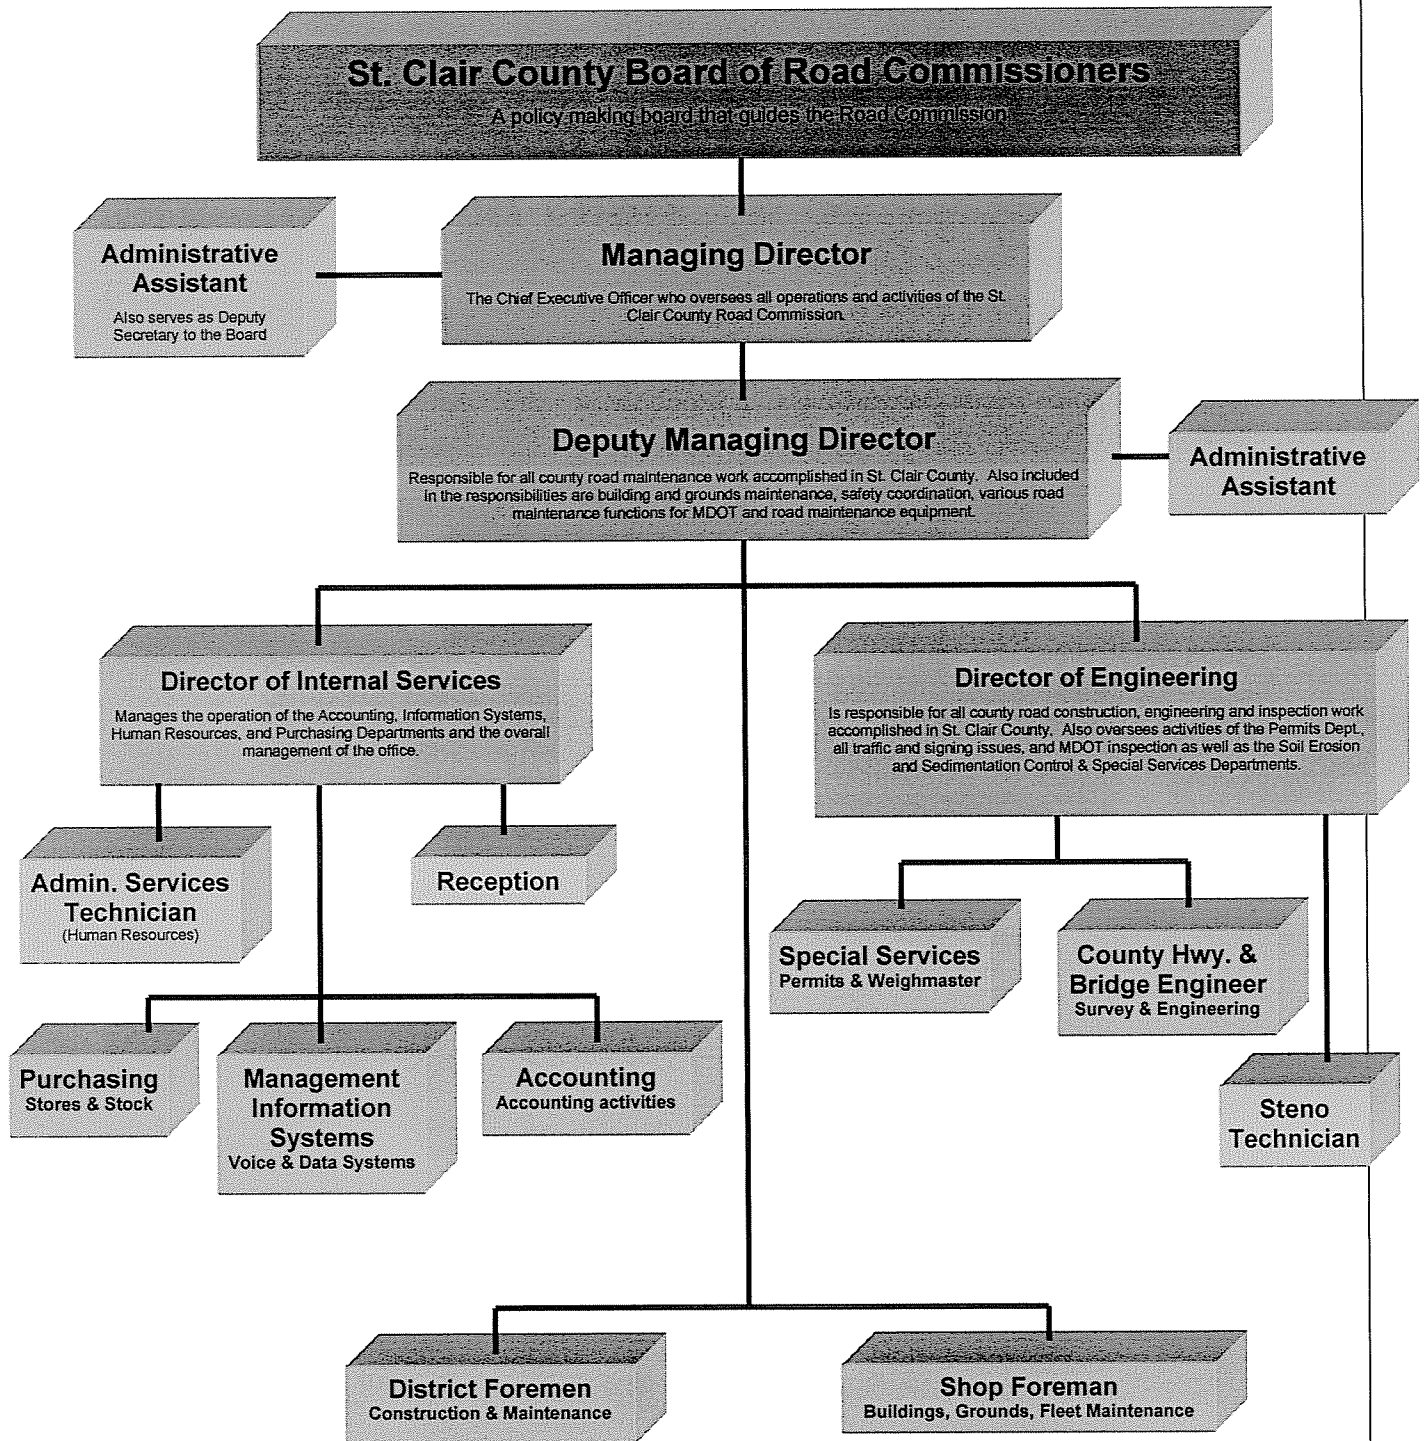 St. Clair County Board of Road Commissioners
A policy making board that guides the Road Commission
Administrative
Assistant
Also serves as Deputy
Secretary to the Board
Managing Director
The Chief Executive Officer who oversees all operations and activities of the St.
Clair County Road Commission.
Deputy Managing Director
Responsible for all county road maintenance work accomplished in St. Clair County. Also included
in the responsibilities are building and grounds maintenance, safety coordination, various road
maintenance functions for MDOT and road maintenance equipment.
Administrative
Assistant
Director of Internal Services
Manages the operation of the Accounting, Information Systems,
Human Resources, and Purchasing Departments and the overall
management of the office.
Director of Engineering
Is responsible for all county road construction, engineering and inspection work
accomplished in St. Clair County. Also oversees activities of the Permits Dept.,
all traffic and signing issues, and MDOT inspection as well as the Soil Erosion
and Sedimentation Control & Special Services Departments.
Admin. Services
Technician
(Human Resources)
Reception
Special Services
Permits & Weighmaster
County Hwy. &
Bridge Engineer
Survey & Engineering
Purchasing
Stores & Stock
Management
Information
Systems
Voice & Data Systems
Accounting
Accounting activities
Steno
Technician
District Foremen
Construction & Maintenance
Shop Foreman
Buildings, Grounds, Fleet Maintenance